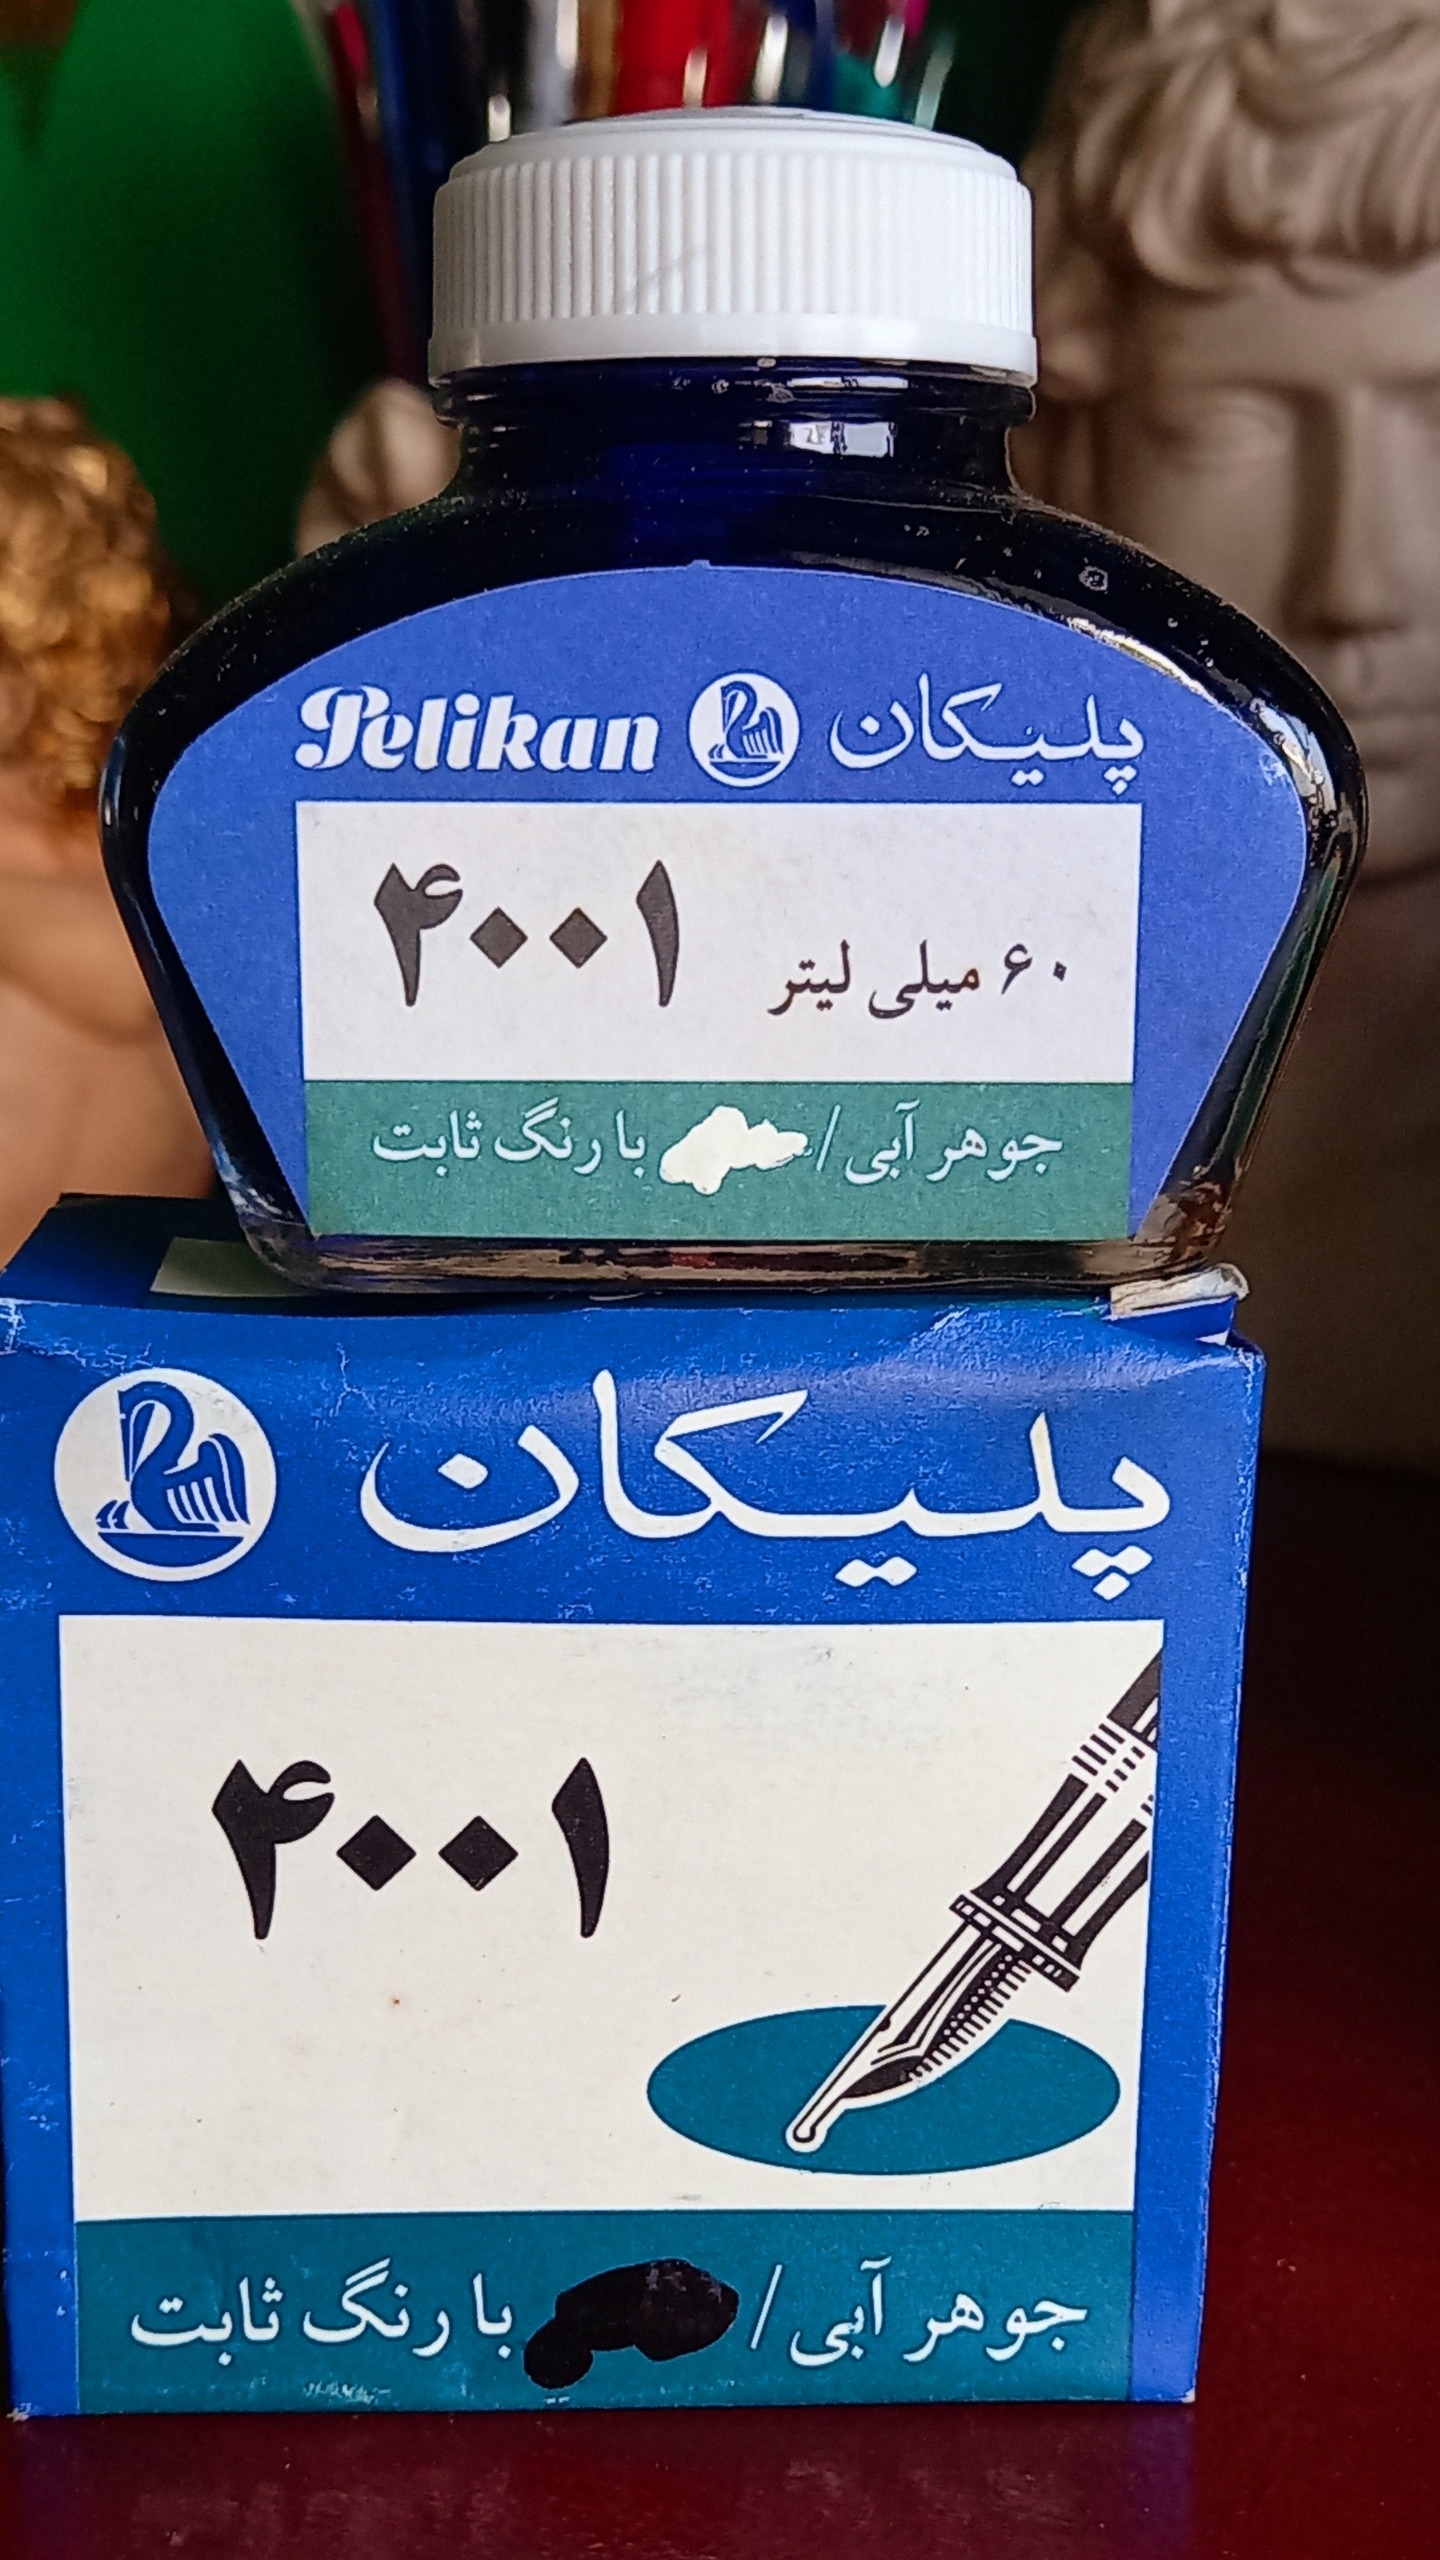 Pelikan پلیکان
۴۰۰۱ ۶۰ میلی لیتر
جوهر آبی / با رنگ ثابت
پلیکان
۴۰۰۱
جوهر آبی / با رنگ ثابت